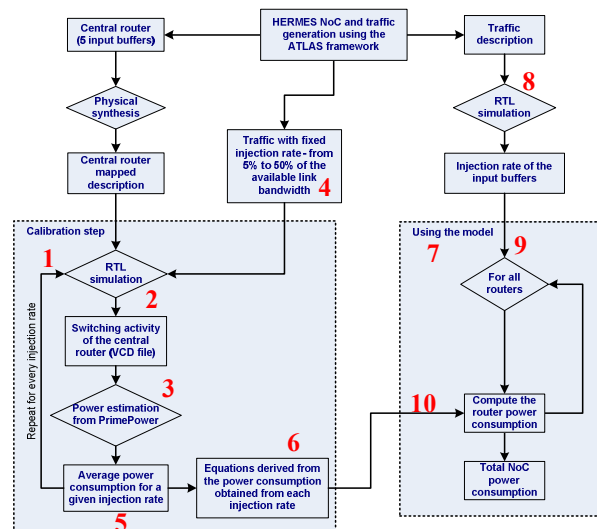 Central router
(5 input buffers)
HERMES NoC and traffic
generation using the
ATLAS framework
Traffic
description
Physical
synthesis
8
RTL
simulation
Central router
mapped
description
Traffic with fixed
injection rate - from
5% to 50% of the
available link
bandwidth
4
Injection rate of the
input buffers
Calibration step
1
RTL
simulation
2
Switching activity
of the central
router (VCD file)
3
Power estimation
from PrimePower
Repeat for every injection rate
Average power
consumption for a
given injection rate
5
6
Equations derived from
the power consumption
obtained from each
injection rate
Using the model
7
9
For all
routers
10
Compute the
router power
consumption
Total NoC
power
consumption